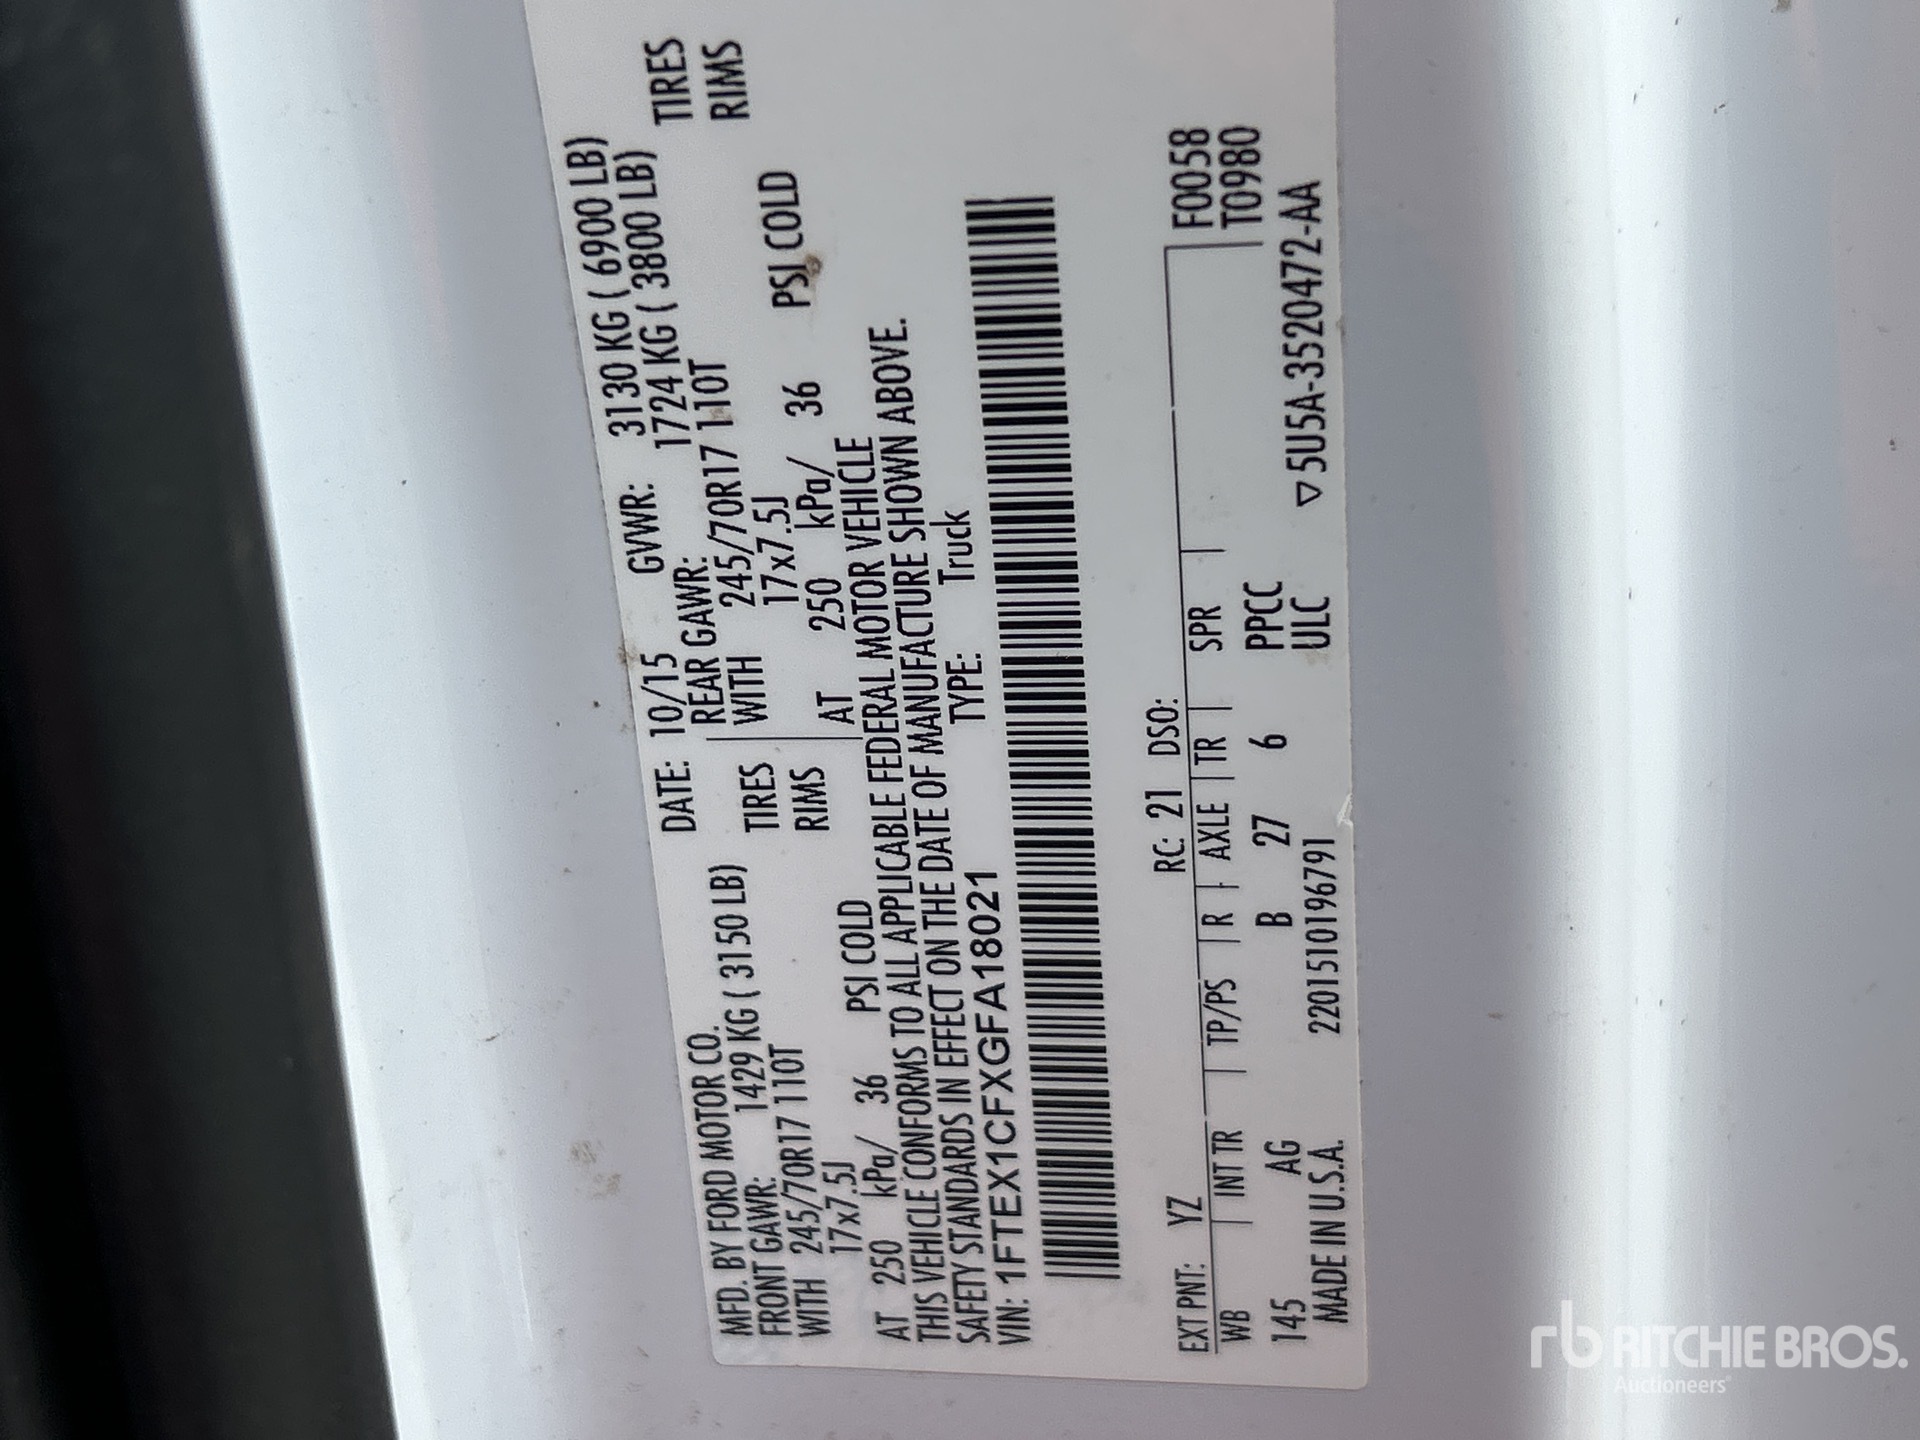 MFD. BY FORD MOTOR CO. DATE: 10/15 GVWR: 3130 KG ( 6900 LB)
FRONT GAWR: 1429 KG ( 3150 LB) REAR GAWR: 1724 KG ( 3800 LB)
WITH 245/70R17 110T TIRES WITH 245/70R17 110T TIRES
17x7.5J RIMS 17x7.5J RIMS
AT 250 kPa/ 36 PSI COLD AT 250 kPa/ 36 PSI COLD
THIS VEHICLE CONFORMS TO ALL APPLICABLE FEDERAL MOTOR VEHICLE
SAFETY STANDARDS IN EFFECT ON THE DATE OF MANUFACTURE SHOWN ABOVE.
VIN: 1FTEX1CFXGFA18021 TYPE: Truck
EXT PNT: YZ RC: 21 DSO:
WB INT TR TP/PS R AXLE TR SPR F0058
T0980
145 AG B 27 6 PPCC
MADE IN U.S.A. 2201510196791 ULC ▽5U5A-3520472-AA
rb RITCHIE BROS.
Auctioneers